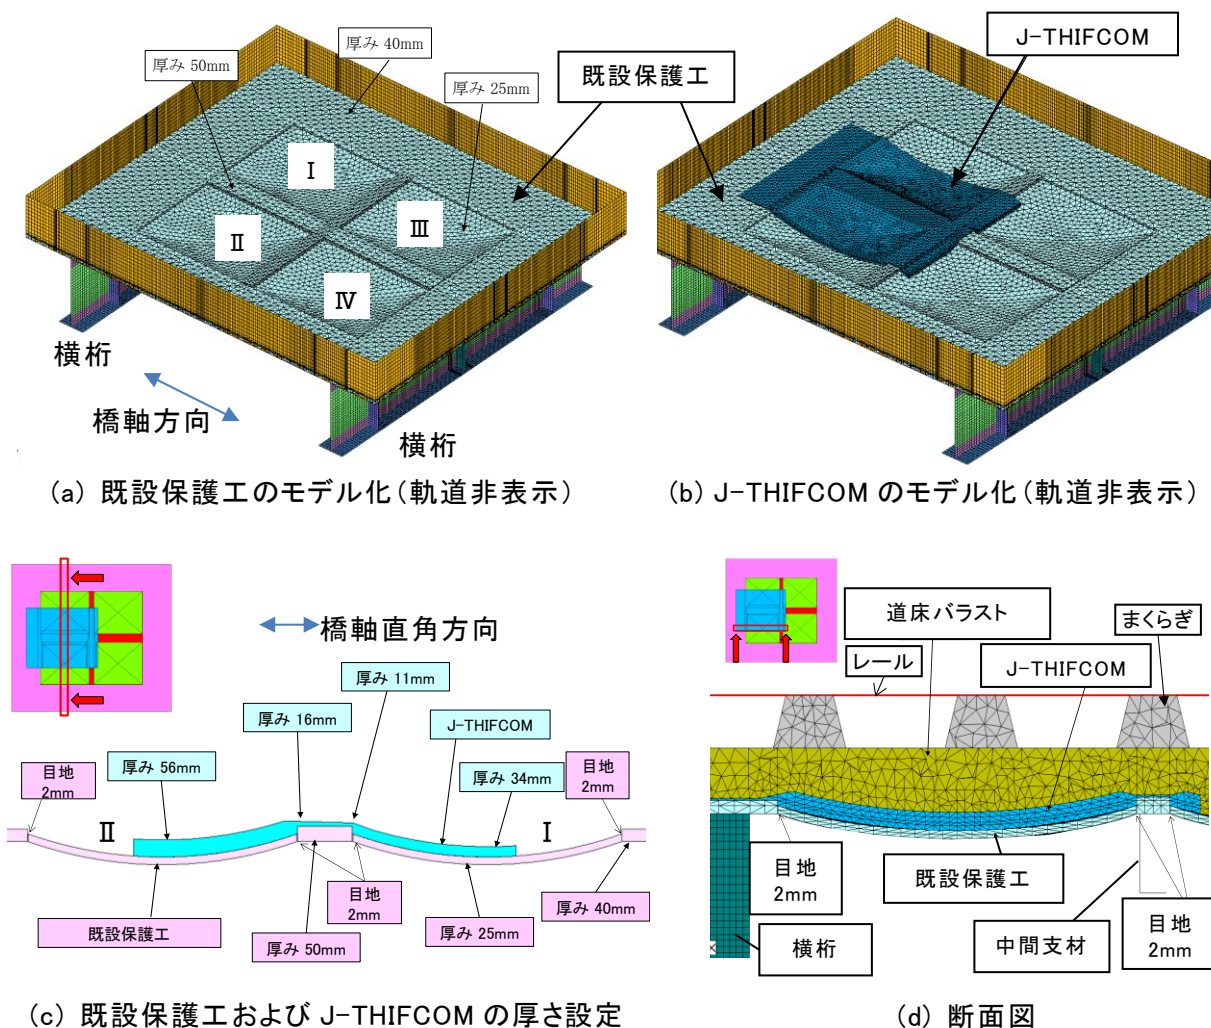 厚み 40mm
厚み 50mm
既設保護工
厚み 25mm
Ⅰ
Ⅱ
Ⅲ
Ⅳ
横桁
橋軸方向
横桁
J-THIFCOM
(a) 既設保護工のモデル化(軌道非表示)
(b) J-THIFCOM のモデル化(軌道非表示)
橋軸直角方向
厚み 11mm
厚み 16mm
J-THIFCOM
厚み 56mm
厚み 34mm
目地
2mm
目地
2mm
Ⅱ
Ⅰ
目地
2mm
既設保護工
厚み 50mm
厚み 25mm
厚み 40mm
(c) 既設保護工および J-THIFCOM の厚さ設定
道床バラスト
まくらぎ
レール
J-THIFCOM
目地
2mm
既設保護工
目地
2mm
横桁
中間支材
(d) 断面図